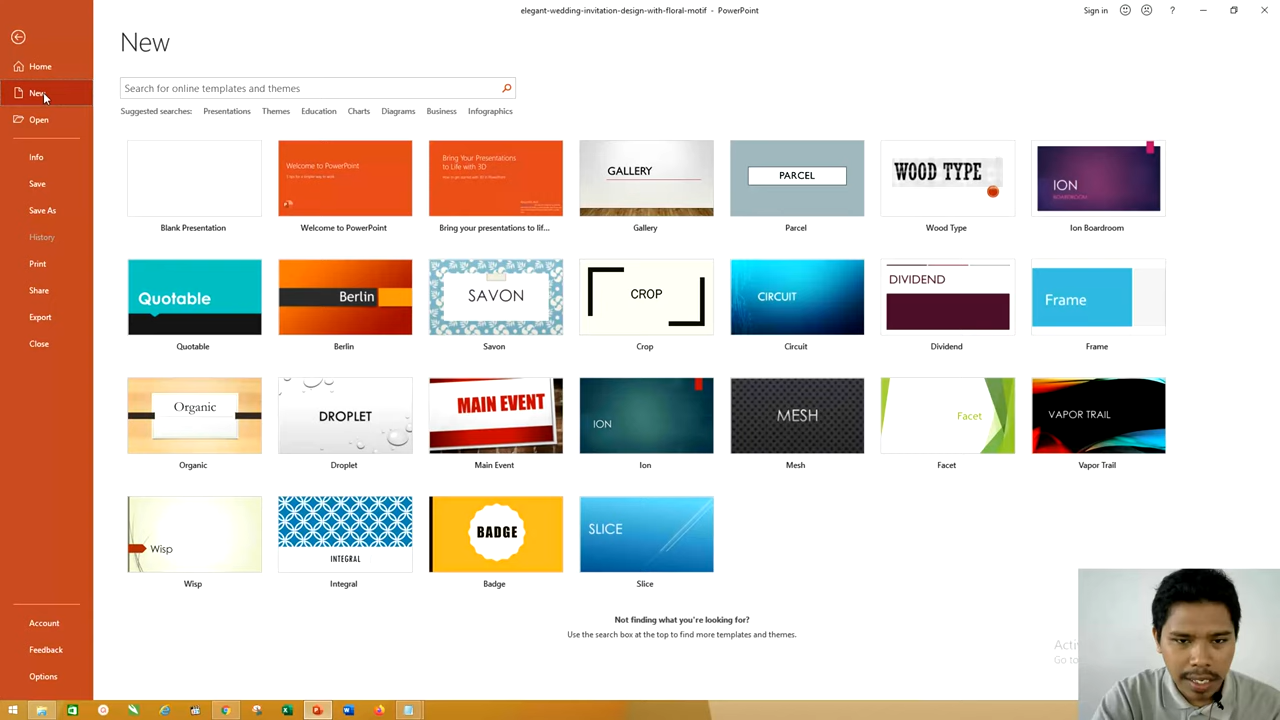 elegant-wedding-invitation-design-with-floral-motif - PowerPoint
Sign in
?
Home
New
Open
Info
Save
Save As
History
Print
Share
Export
Close
Account
Feedback
Options
New
Search for online templates and themes
Suggested searches: Presentations Themes Education Charts Diagrams Business Infographics
Welcome to PowerPoint
Bring Your Presentations
to Life with 3D
GALLERY
PARCEL
WOOD TYPE
ION
BOARDROOM
Blank Presentation
Welcome to PowerPoint
Bring your presentations to lif...
Gallery
Parcel
Wood Type
Ion Boardroom
Quotable
Berlin
SAVON
CROP
CIRCUIT
DIVIDEND
Frame
Quotable
Berlin
Savon
Crop
Circuit
Dividend
Frame
Organic
DROPLET
MAIN EVENT
ION
MESH
Facet
VAPOR TRAIL
Organic
Droplet
Main Event
Ion
Mesh
Facet
Vapor Trail
Wisp
INTEGRAL
BADGE
SLICE
Wisp
Integral
Badge
Slice
Not finding what you're looking for?
Use the search box at the top to find more templates and themes.
Go to